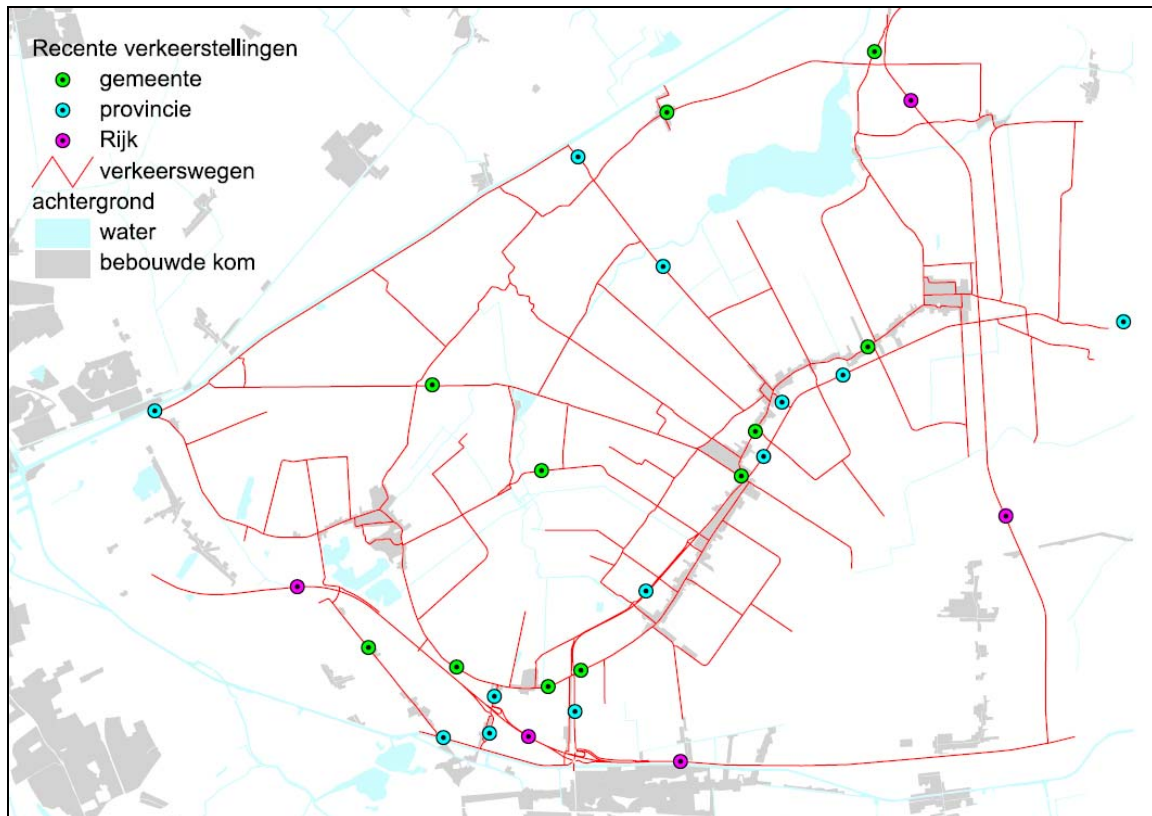 Recente verkeerstellingen
gemeente
provincie
Rijk
verkeerswegen
achtergrond
water
bebouwde kom